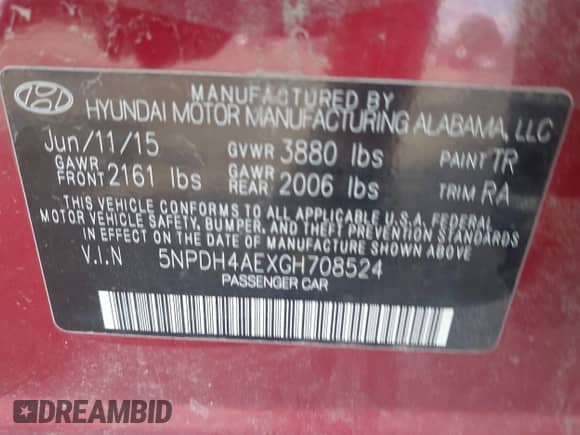 MANUFACTURED BY
HYUNDAI MOTOR MANUFACTURING ALABAMA, LLC
Jun/11/15 GVWR 3880 lbs PAINT TR
GAWR FRONT 2161 lbs GAWR REAR 2006 lbs TRIM RA
THIS VEHICLE CONFORMS TO ALL APPLICABLE U.S.A. FEDERAL
MOTOR VEHICLE SAFETY, BUMPER, AND THEFT PREVENTION STANDARDS
IN EFFECT ON THE DATE OF MANUFACTURE SHOWN ABOVE
V.I.N 5NPDH4AEXGH708524
PASSENGER CAR
DREAMBID